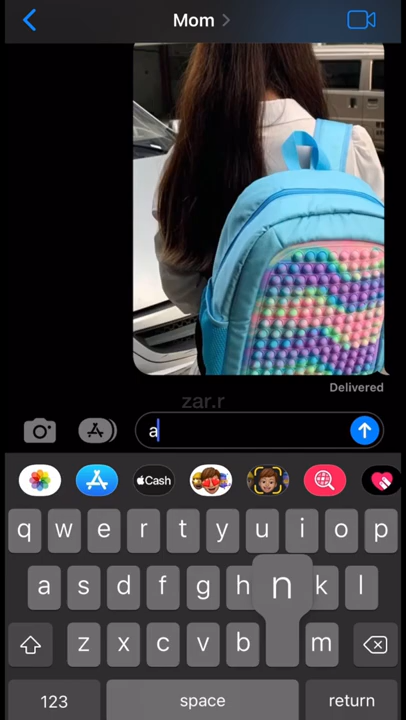 Mom
Delivered
zar.r
a
Cash
q w e r t y u i o p
a s d f g h n k l
z x c v b m
123 space return